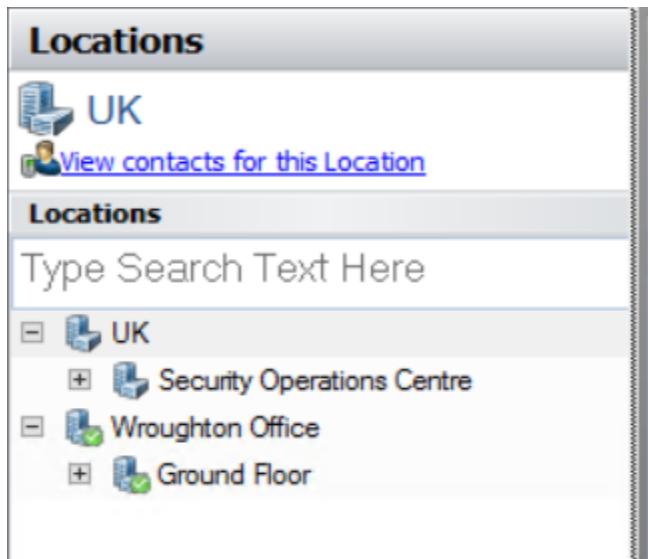 Locations
UK
View contacts for this Location
Locations
Type Search Text Here
UK
Security Operations Centre
Wroughton Office
Ground Floor